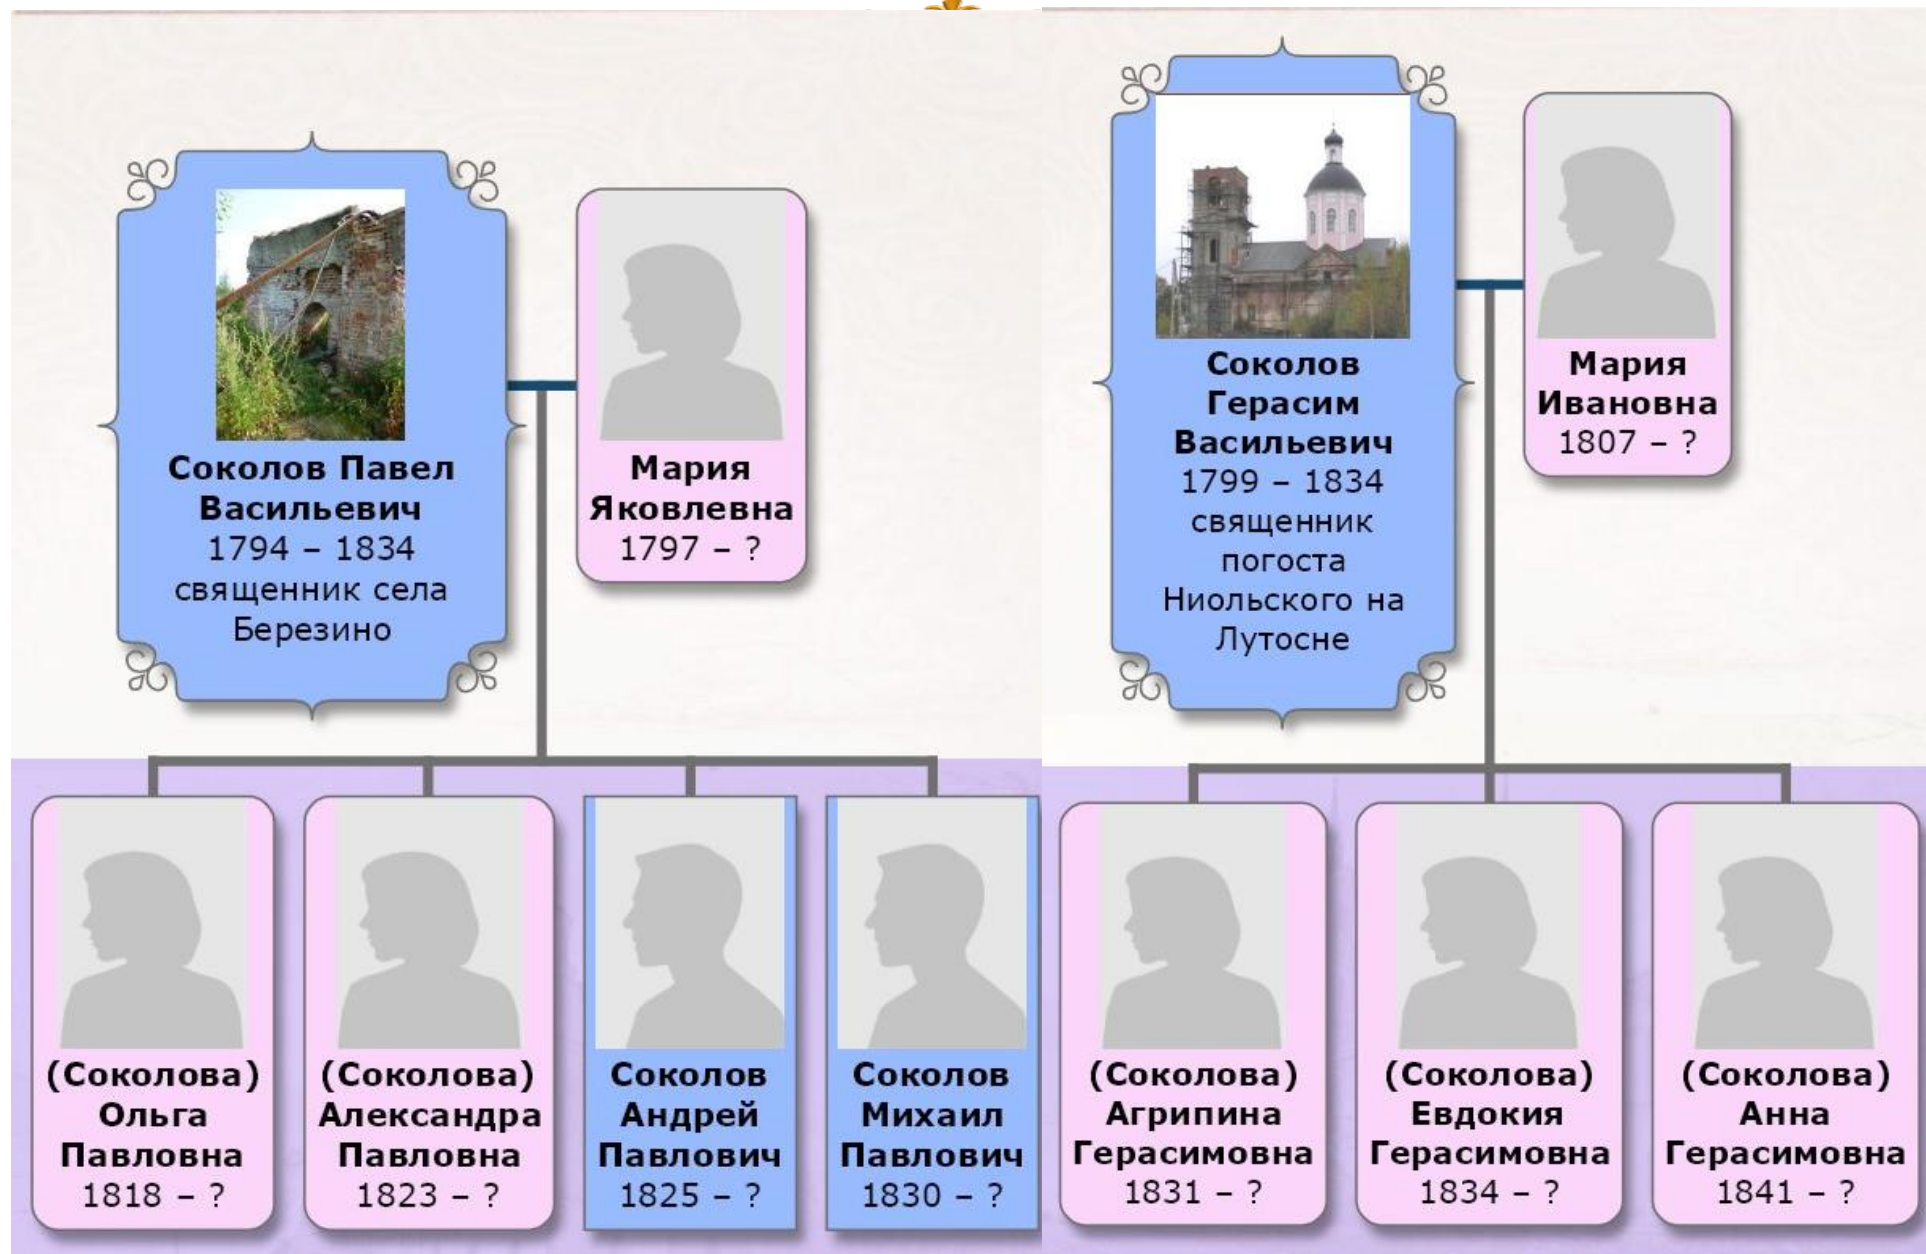 Соколов Павел
Васильевич
1794 – 1834
священник села
Березино
Мария
Яковлевна
1797 – ?
(Соколова)
Ольга
Павловна
1818 – ?
(Соколова)
Александра
Павловна
1823 – ?
Соколов
Андрей
Павлович
1825 – ?
Соколов
Михаил
Павлович
1830 – ?
Соколов
Герасим
Васильевич
1799 – 1834
священник
погоста
Ниольского на
Лутосне
Мария
Ивановна
1807 – ?
(Соколова)
Агрипина
Герасимовна
1831 – ?
(Соколова)
Евдокия
Герасимовна
1834 – ?
(Соколова)
Анна
Герасимовна
1841 – ?